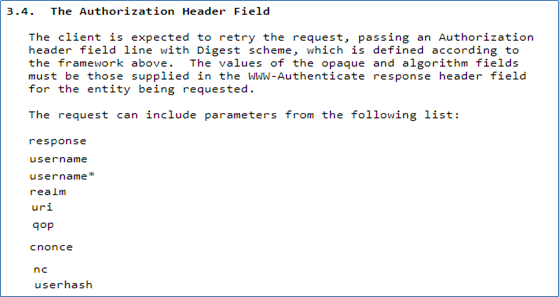 3.4. The Authorization Header Field
The client is expected to retry the request, passing an Authorization
header field line with Digest scheme, which is defined according to
the framework above. The values of the opaque and algorithm fields
must be those supplied in the WWW-Authenticate response header field
for the entity being requested.
The request can include parameters from the following list:
response
username
username*
realm
uri
qop
cnonce
nc
userhash